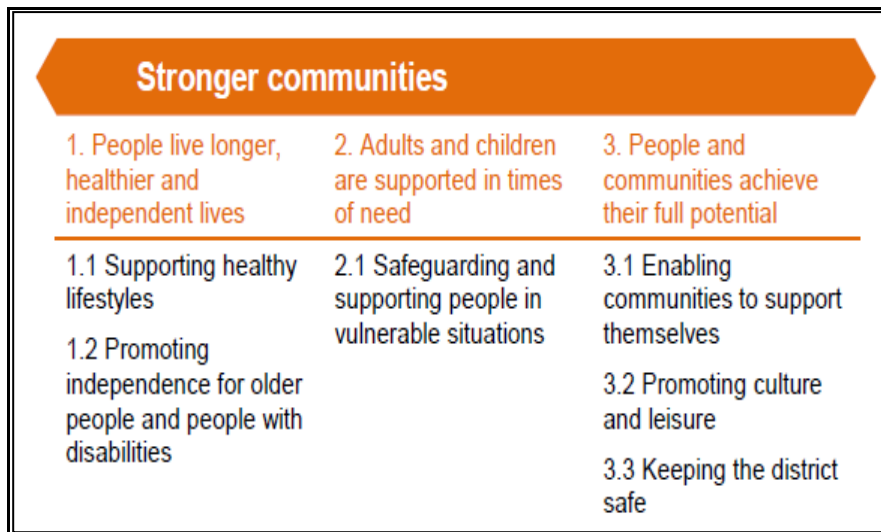 Stronger communities
1. People live longer,
healthier and
independent lives
2. Adults and children
are supported in times
of need
3. People and
communities achieve
their full potential
1.1 Supporting healthy
lifestyles
1.2 Promoting
independence for older
people and people with
disabilities
2.1 Safeguarding and
supporting people in
vulnerable situations
3.1 Enabling
communities to support
themselves
3.2 Promoting culture
and leisure
3.3 Keeping the district
safe